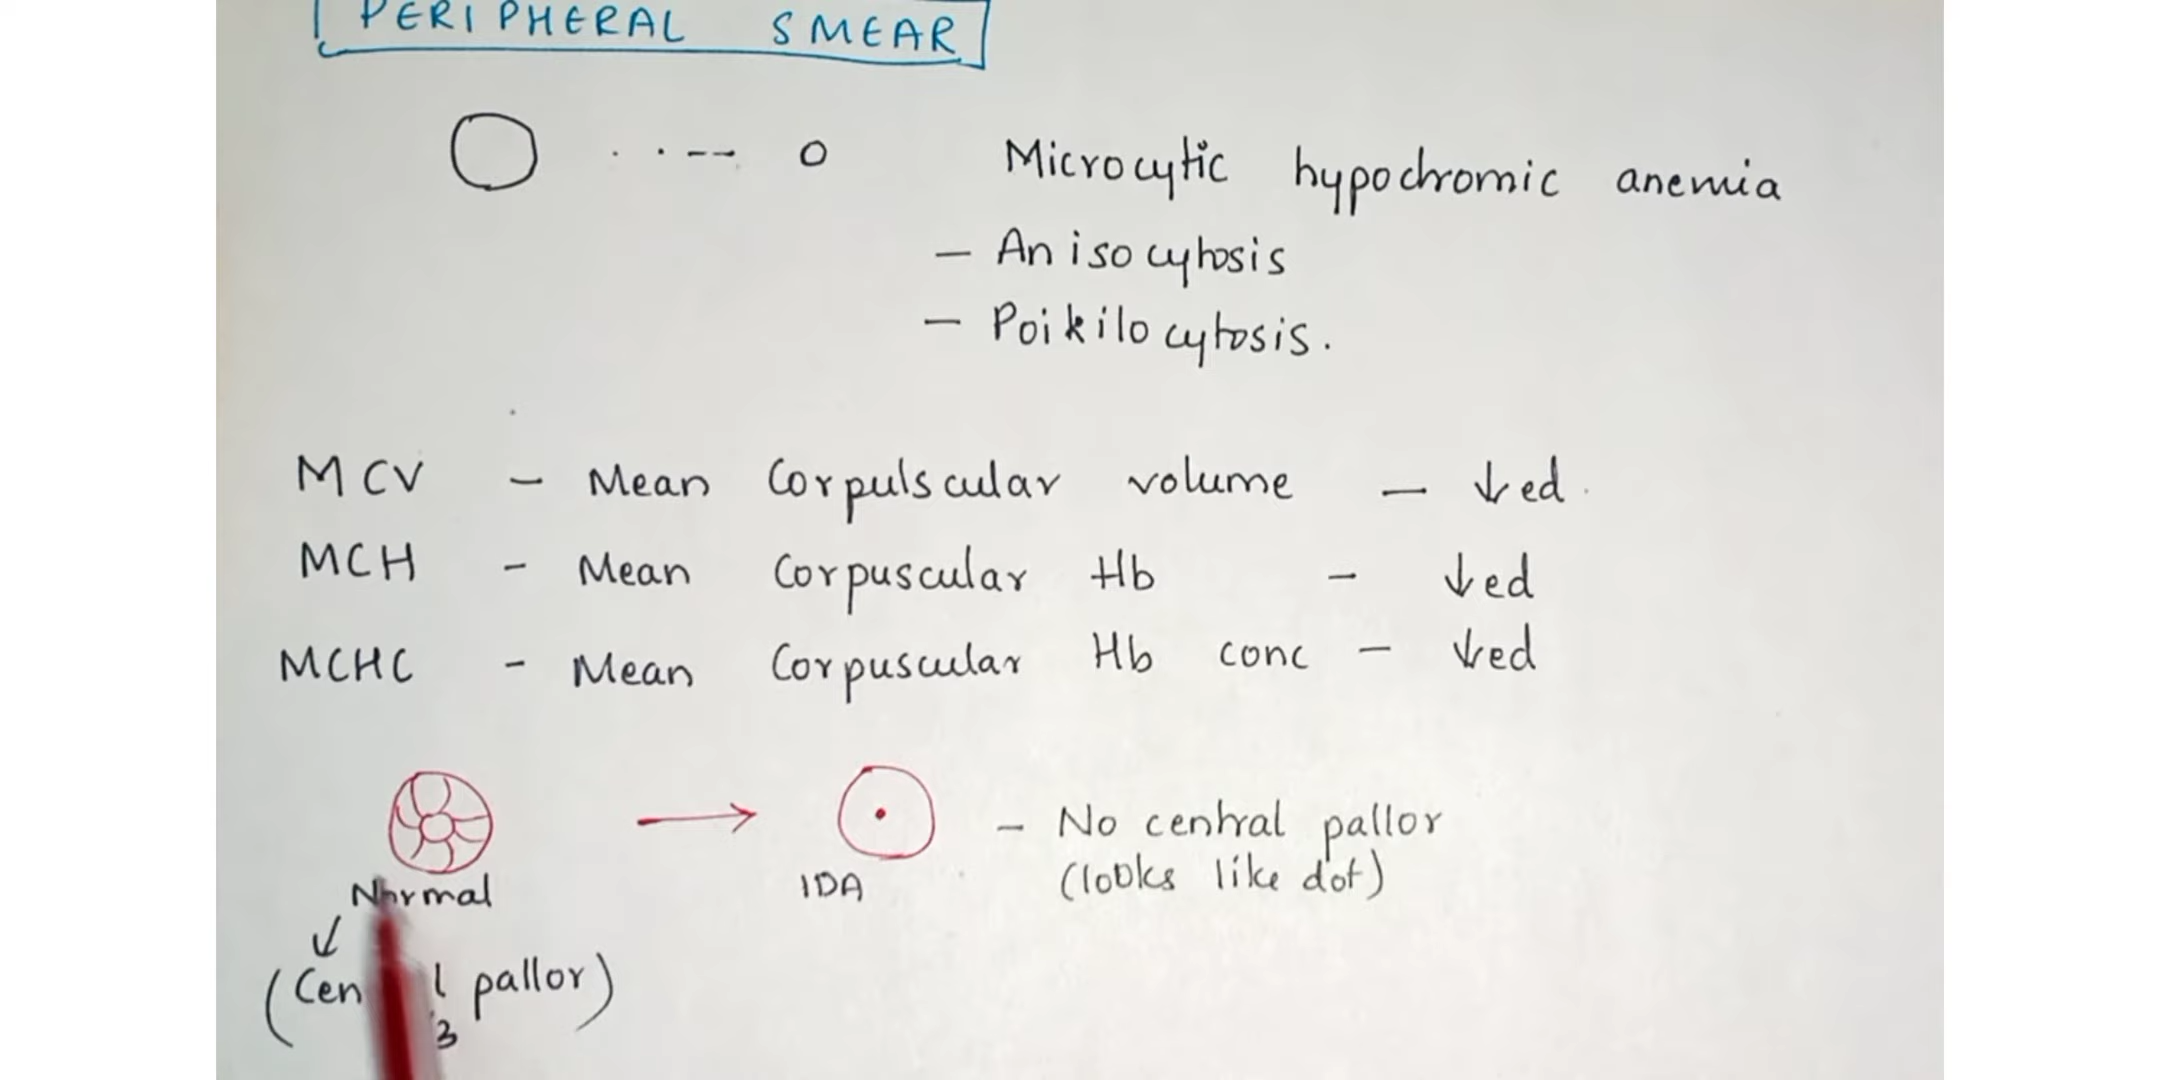 PERIPHERAL SMEAR
Microcytic hypochromic anemia
- Anisocytosis
- Poikilocytosis.
MCV - Mean Corpulscular volume - ↓ed
MCH - Mean Corpuscular Hb - ↓ed
MCHC - Mean Corpuscular Hb conc - ↓ed
Normal
IDA
- No central pallor
(looks like dot)
↓
pallor)
3